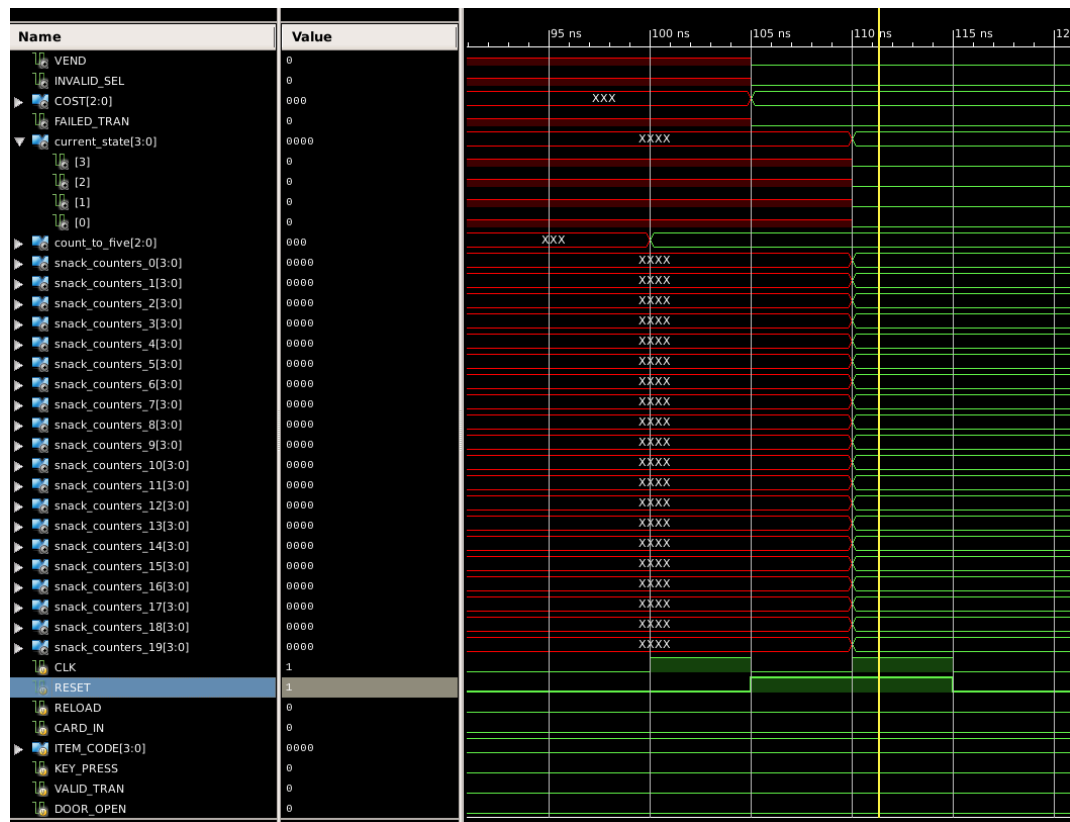 Name Value
95 ns 100 ns 105 ns 110 ns 115 ns 12
VEND 0
INVALID_SEL 0
COST[2:0] 000 XXX
FAILED_TRAN 0
current_state[3:0] 0000 XXXX
[3] 0
[2] 0
[1] 0
[0] 0
count_to_five[2:0] 000 XXX
snack_counters_0[3:0] 0000 XXXX
snack_counters_1[3:0] 0000 XXXX
snack_counters_2[3:0] 0000 XXXX
snack_counters_3[3:0] 0000 XXXX
snack_counters_4[3:0] 0000 XXXX
snack_counters_5[3:0] 0000 XXXX
snack_counters_6[3:0] 0000 XXXX
snack_counters_7[3:0] 0000 XXXX
snack_counters_8[3:0] 0000 XXXX
snack_counters_9[3:0] 0000 XXXX
snack_counters_10[3:0] 0000 XXXX
snack_counters_11[3:0] 0000 XXXX
snack_counters_12[3:0] 0000 XXXX
snack_counters_13[3:0] 0000 XXXX
snack_counters_14[3:0] 0000 XXXX
snack_counters_15[3:0] 0000 XXXX
snack_counters_16[3:0] 0000 XXXX
snack_counters_17[3:0] 0000 XXXX
snack_counters_18[3:0] 0000 XXXX
snack_counters_19[3:0] 0000 XXXX
CLK 1
RESET 1
RELOAD 0
CARD_IN 0
ITEM_CODE[3:0] 0000
KEY_PRESS 0
VALID_TRAN 0
DOOR_OPEN 0